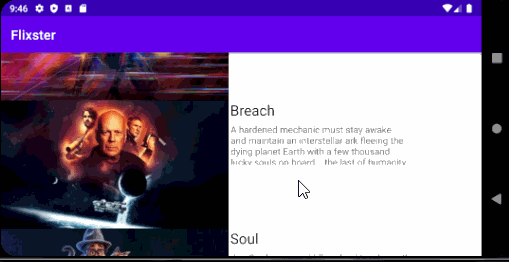 9:46
Flixster
Breach
A hardened mechanic must stay awake
and maintain an interstellar ark fleeing the
dying planet Earth with a few thousand
lucky souls on board... the last of humanity.
Soul